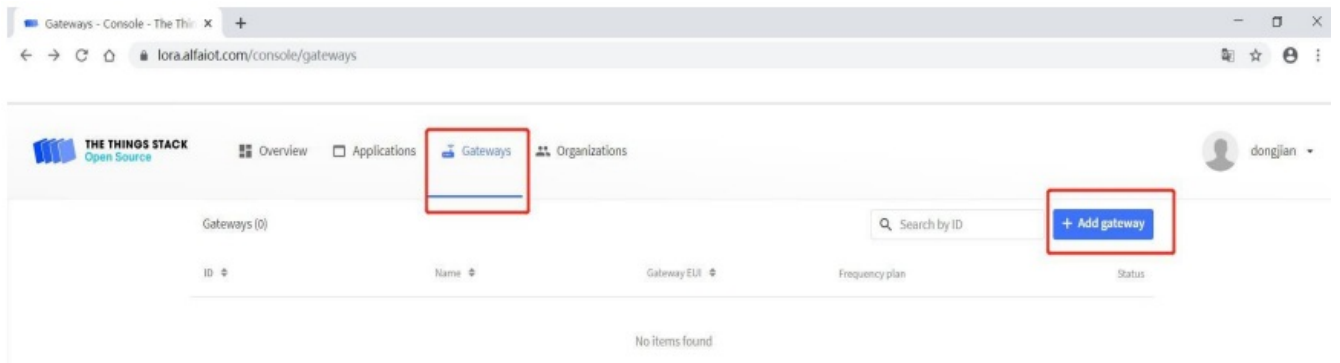 Gateways - Console - The Thin
lora.alfaiot.com/console/gateways
THE THINGS STACK
Open Source
Overview Applications Gateways Organizations dongjian
Gateways (0) Search by ID + Add gateway
ID Name Gateway EUI Frequency plan Status
No items found